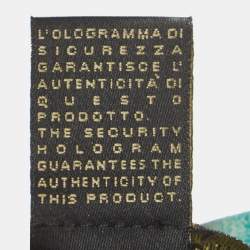 L'OLOGRAMMA DI
SICUREZZA
GARANTISCE L'
AUTENTICITÀ DI
QUESTO
PRODOTTO.
THE SECURITY
HOLOGRAM
GUARANTEES THE
AUTHENTICITY OF
THIS PRODUCT.